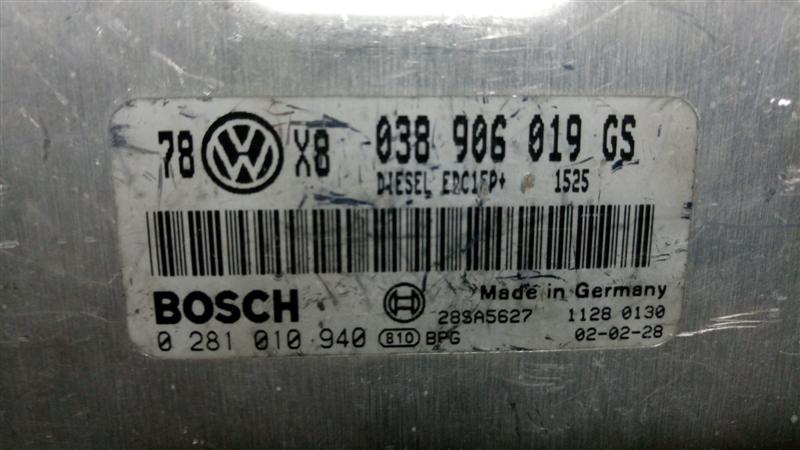 78 VW X8 038 906 019 GS
DIESEL EDC15P+ 1525
BOSCH Made in Germany
28SA5627 1128 0130
0 281 010 940 810 BPG 02-02-28